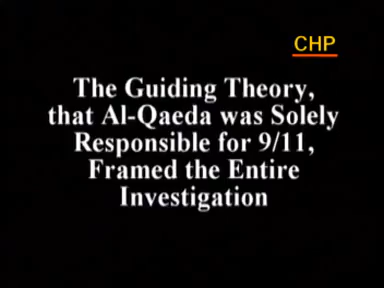 CHP
The Guiding Theory,
that Al-Qaeda was Solely
Responsible for 9/11,
Framed the Entire
Investigation